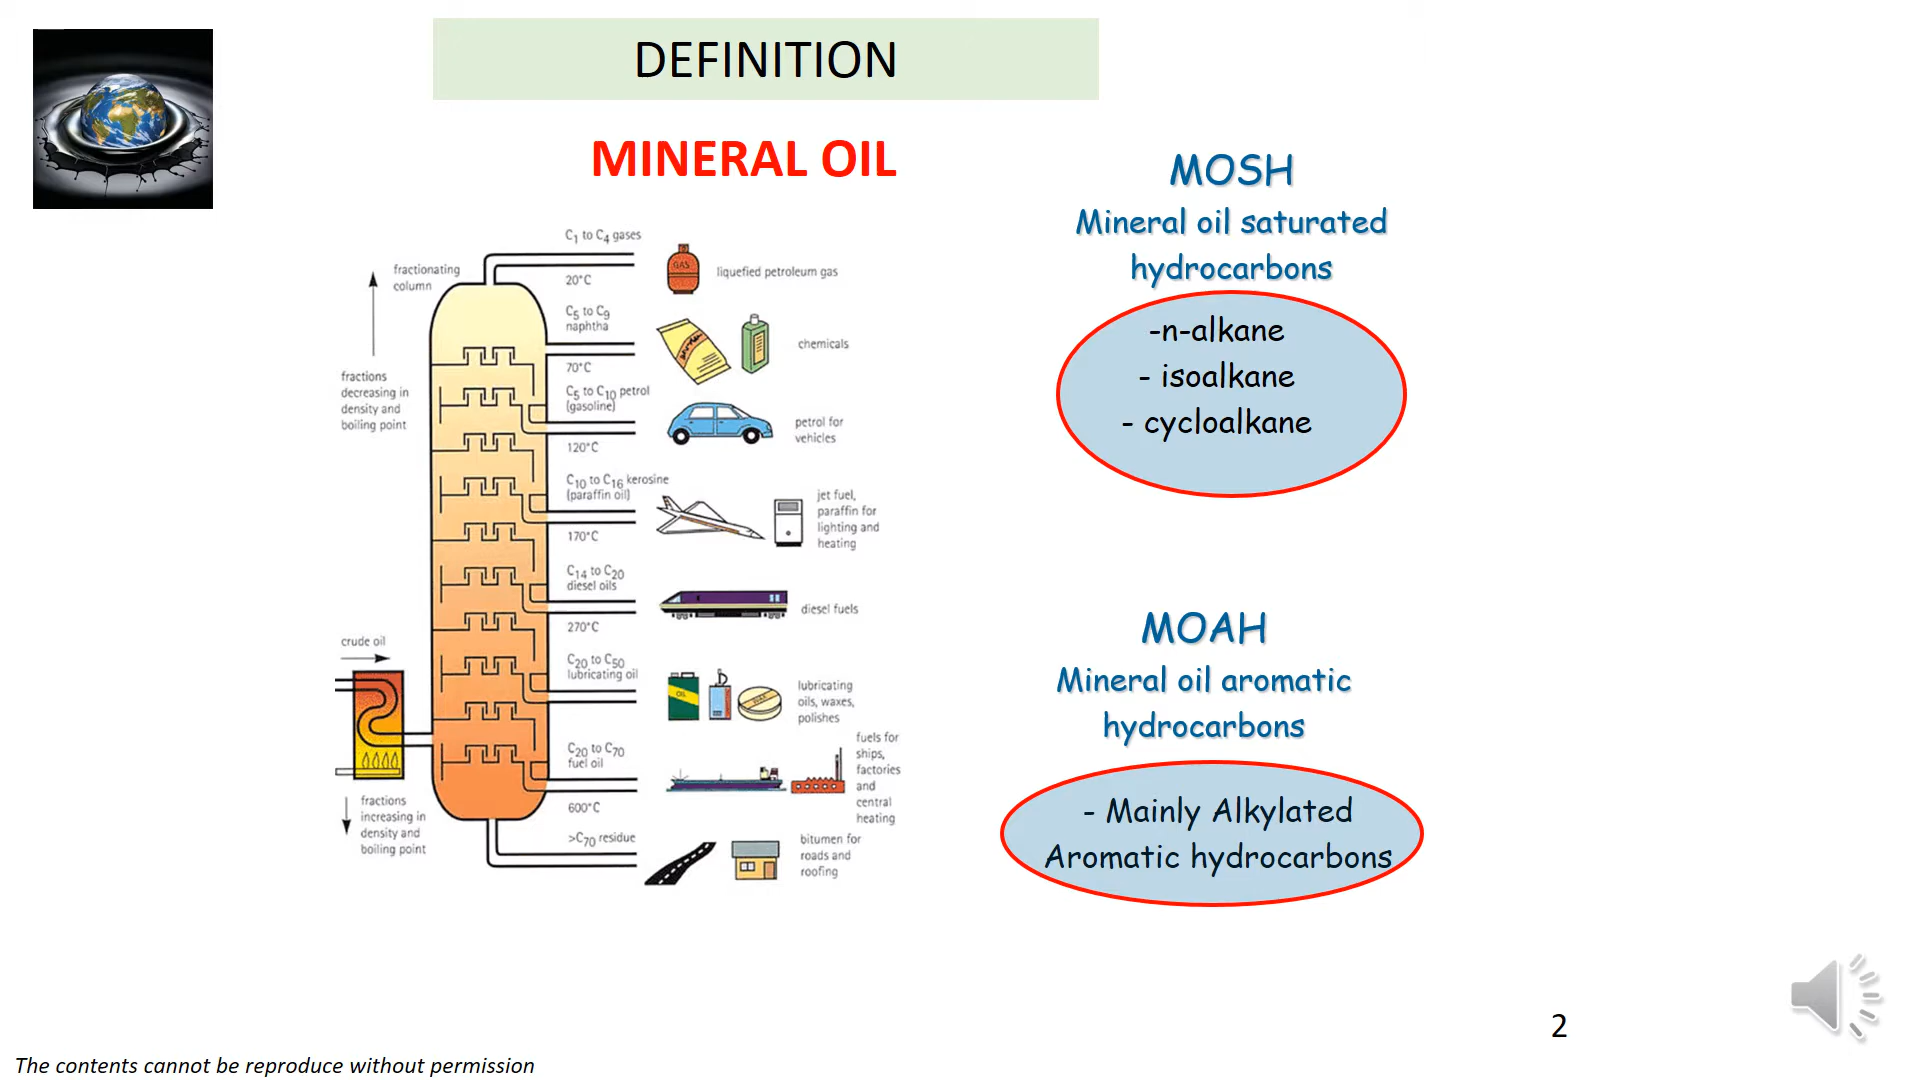 DEFINITION
MINERAL OIL
fractionating
column
fractions
decreasing in
density and
boiling point
crude oil
fractions
increasing in
density and
boiling point
C1 to C4 gases
20°C
C5 to C9
naphtha
70°C
C5 to C10 petrol
(gasoline)
120°C
C10 to C16 kerosine
(paraffin oil)
170°C
C14 to C20
diesel oils
270°C
C20 to C50
lubricating oil
C20 to C70
fuel oil
600°C
>C70 residue
GAS
liquefied petroleum gas
chemicals
petrol for
vehicles
jet fuel,
paraffin for
lighting and
heating
diesel fuels
OIL
WAX
lubricating
oils, waxes,
polishes
fuels for
ships,
factories
and
central
heating
bitumen for
roads and
roofing
MOSH
Mineral oil saturated
hydrocarbons
-n-alkane
- isoalkane
- cycloalkane
MOAH
Mineral oil aromatic
hydrocarbons
- Mainly Alkylated
Aromatic hydrocarbons
2
The contents cannot be reproduce without permission